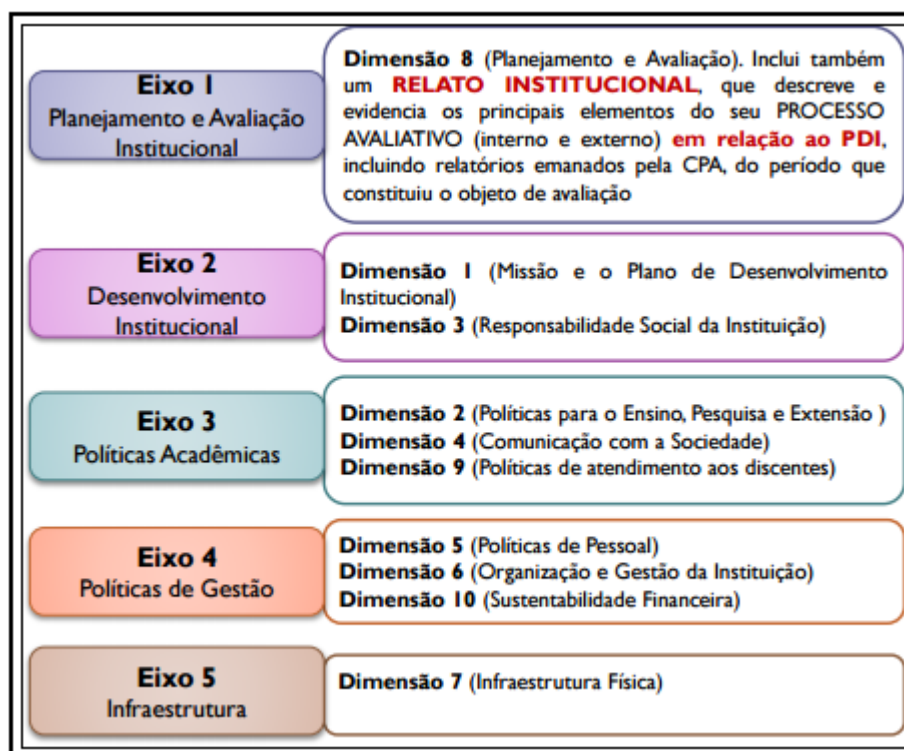 Eixo 1
Planejamento e Avaliação
Institucional
Dimensão 8 (Planejamento e Avaliação). Inclui também
um RELATO INSTITUCIONAL, que descreve e
evidencia os principais elementos do seu PROCESSO
AVALIATIVO (interno e externo) em relação ao PDI,
incluindo relatórios emanados pela CPA, do período que
constituiu o objeto de avaliação
Eixo 2
Desenvolvimento
Institucional
Dimensão 1 (Missão e o Plano de Desenvolvimento
Institucional)
Dimensão 3 (Responsabilidade Social da Instituição)
Eixo 3
Políticas Acadêmicas
Dimensão 2 (Políticas para o Ensino, Pesquisa e Extensão )
Dimensão 4 (Comunicação com a Sociedade)
Dimensão 9 (Políticas de atendimento aos discentes)
Eixo 4
Políticas de Gestão
Dimensão 5 (Políticas de Pessoal)
Dimensão 6 (Organização e Gestão da Instituição)
Dimensão 10 (Sustentabilidade Financeira)
Eixo 5
Infraestrutura
Dimensão 7 (Infraestrutura Física)